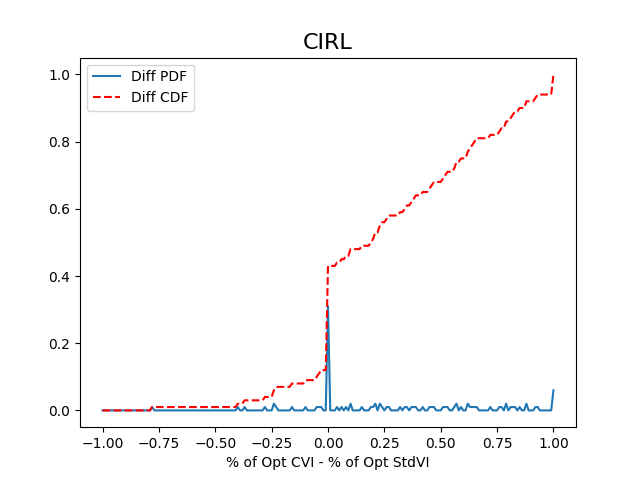 CIRL
Diff PDF
Diff CDF
1.0
0.8
0.6
0.4
0.2
0.0
−1.00 −0.75 −0.50 −0.25 0.00 0.25 0.50 0.75 1.00
% of Opt CVI - % of Opt StdVI